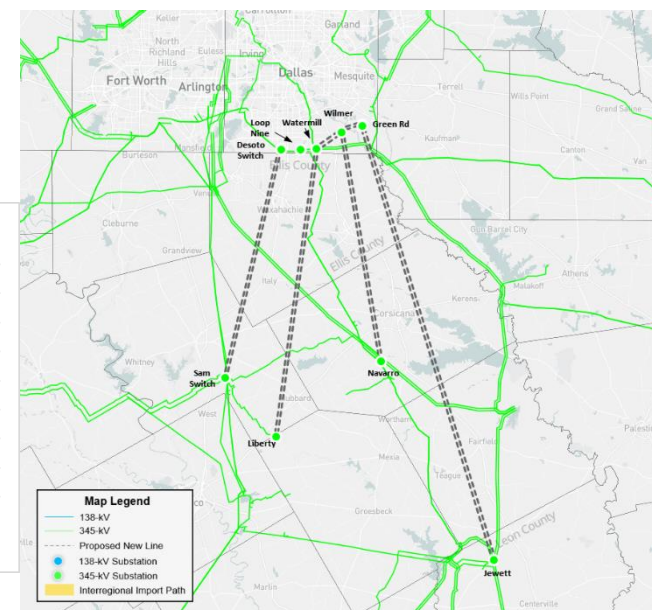 Carrollton
Garland
Keller
North
Richland
Hills
Euless
Irving
Fort Worth
Arlington
Dallas
Mesquite
Terrell
Wills Point
Grand Saline
Wilmer
Watermill
Loop
Nine
Green Rd
Desoto
Switch
Kaufman
Canton
Van
Burleson
Mansfield
Ellis County
Waxahachie
Cleburne
Grandview
Ellis County
Gun Barrel City
Athens
Malakoff
Italy
Kerens
Corsicana
Whitney
Sam
Switch
Navarro
West
Hubbard
Liberty
Wortham
Mexia
Fairfield
Teague
Palestine
Groesbeck
Leon County
Jewett
Marlin
Centerville
Map Legend
138-kV
345-kV
Proposed New Line
138-kV Substation
345-kV Substation
Interregional Import Path